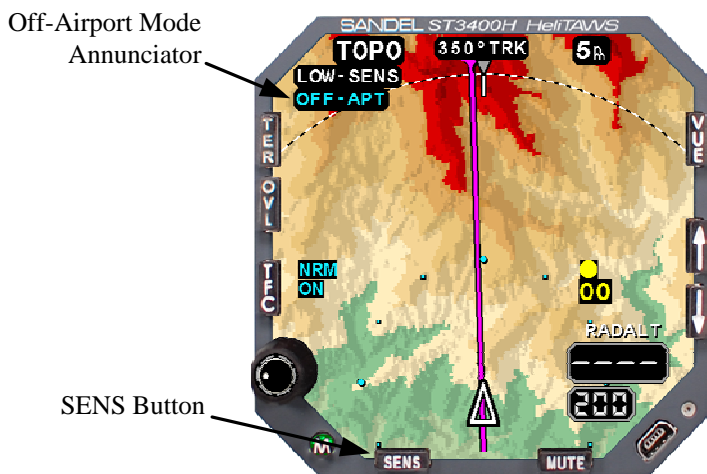 Off-Airport Mode
Annunciator
SENS Button
SANDEL ST3400H HeliTAWS
TOPO
350° TRK
5
LOW-SENS
OFF-APT
TER
OVL
TFC
VUE
NRM
ON
00
RADALT
----
200
M
SENS
MUTE